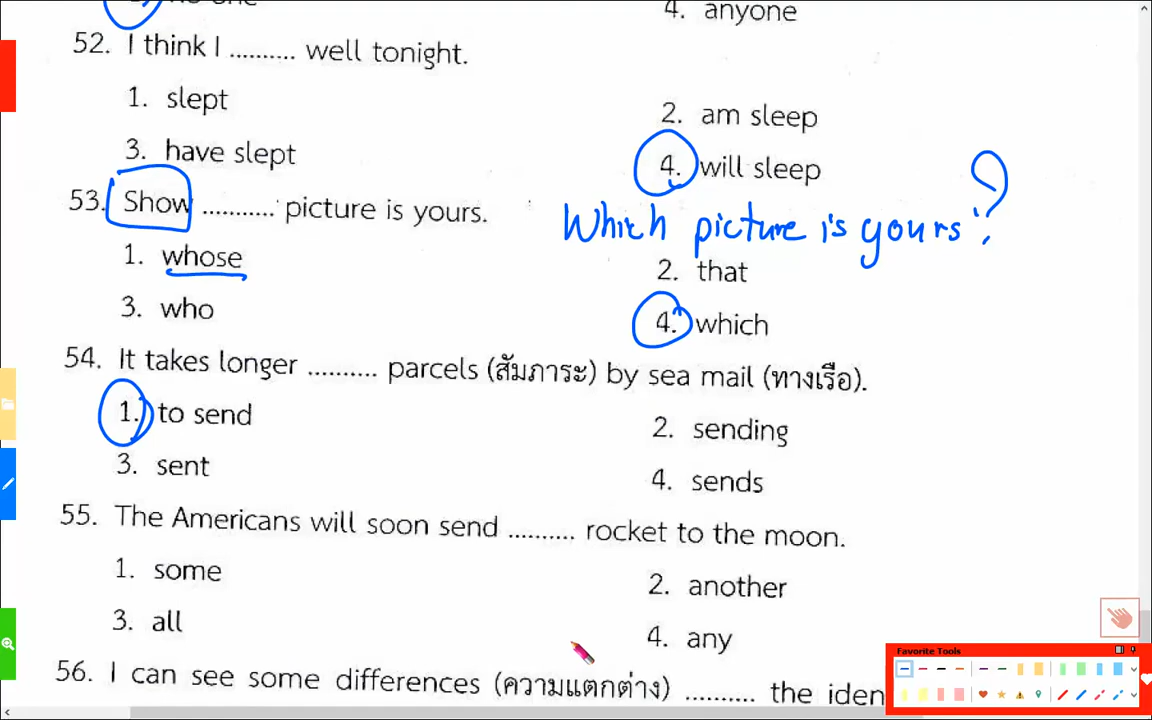 4. anyone
52. I think I .......... well tonight.
1. slept
2. am sleep
3. have slept
4. will sleep
53. Show .......... picture is yours.
Which picture is yours?
1. whose
2. that
3. who
4. which
54. It takes longer .......... parcels (สัมภาระ) by sea mail (ทางเรือ).
1. to send
2. sending
3. sent
4. sends
55. The Americans will soon send .......... rocket to the moon.
1. some
2. another
3. all
4. any
56. I can see some differences (ความแตกต่าง) .......... the iden
Favorite Tools